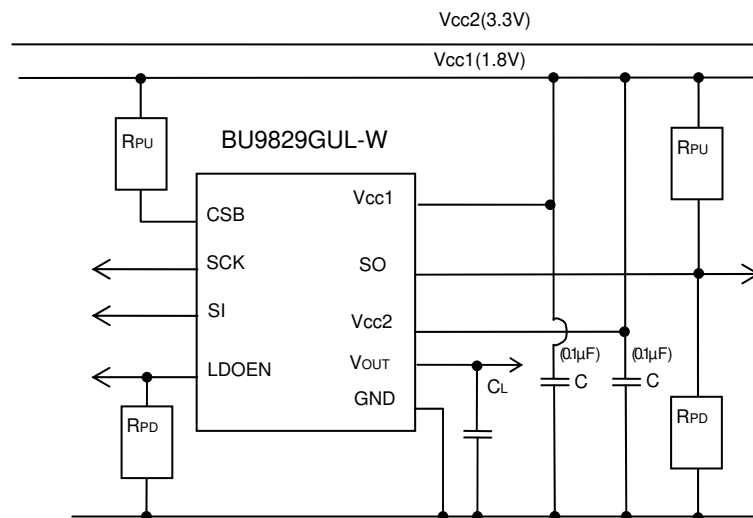 Vcc2(3.3V)
Vcc1(1.8V)
BU9829GUL-W
RPU
RPU
CSB
Vcc1
SCK
SO
SI
Vcc2
LDOEN
VOUT
GND
(0.1μF)
(0.1μF)
C
C
CL
RPD
RPD